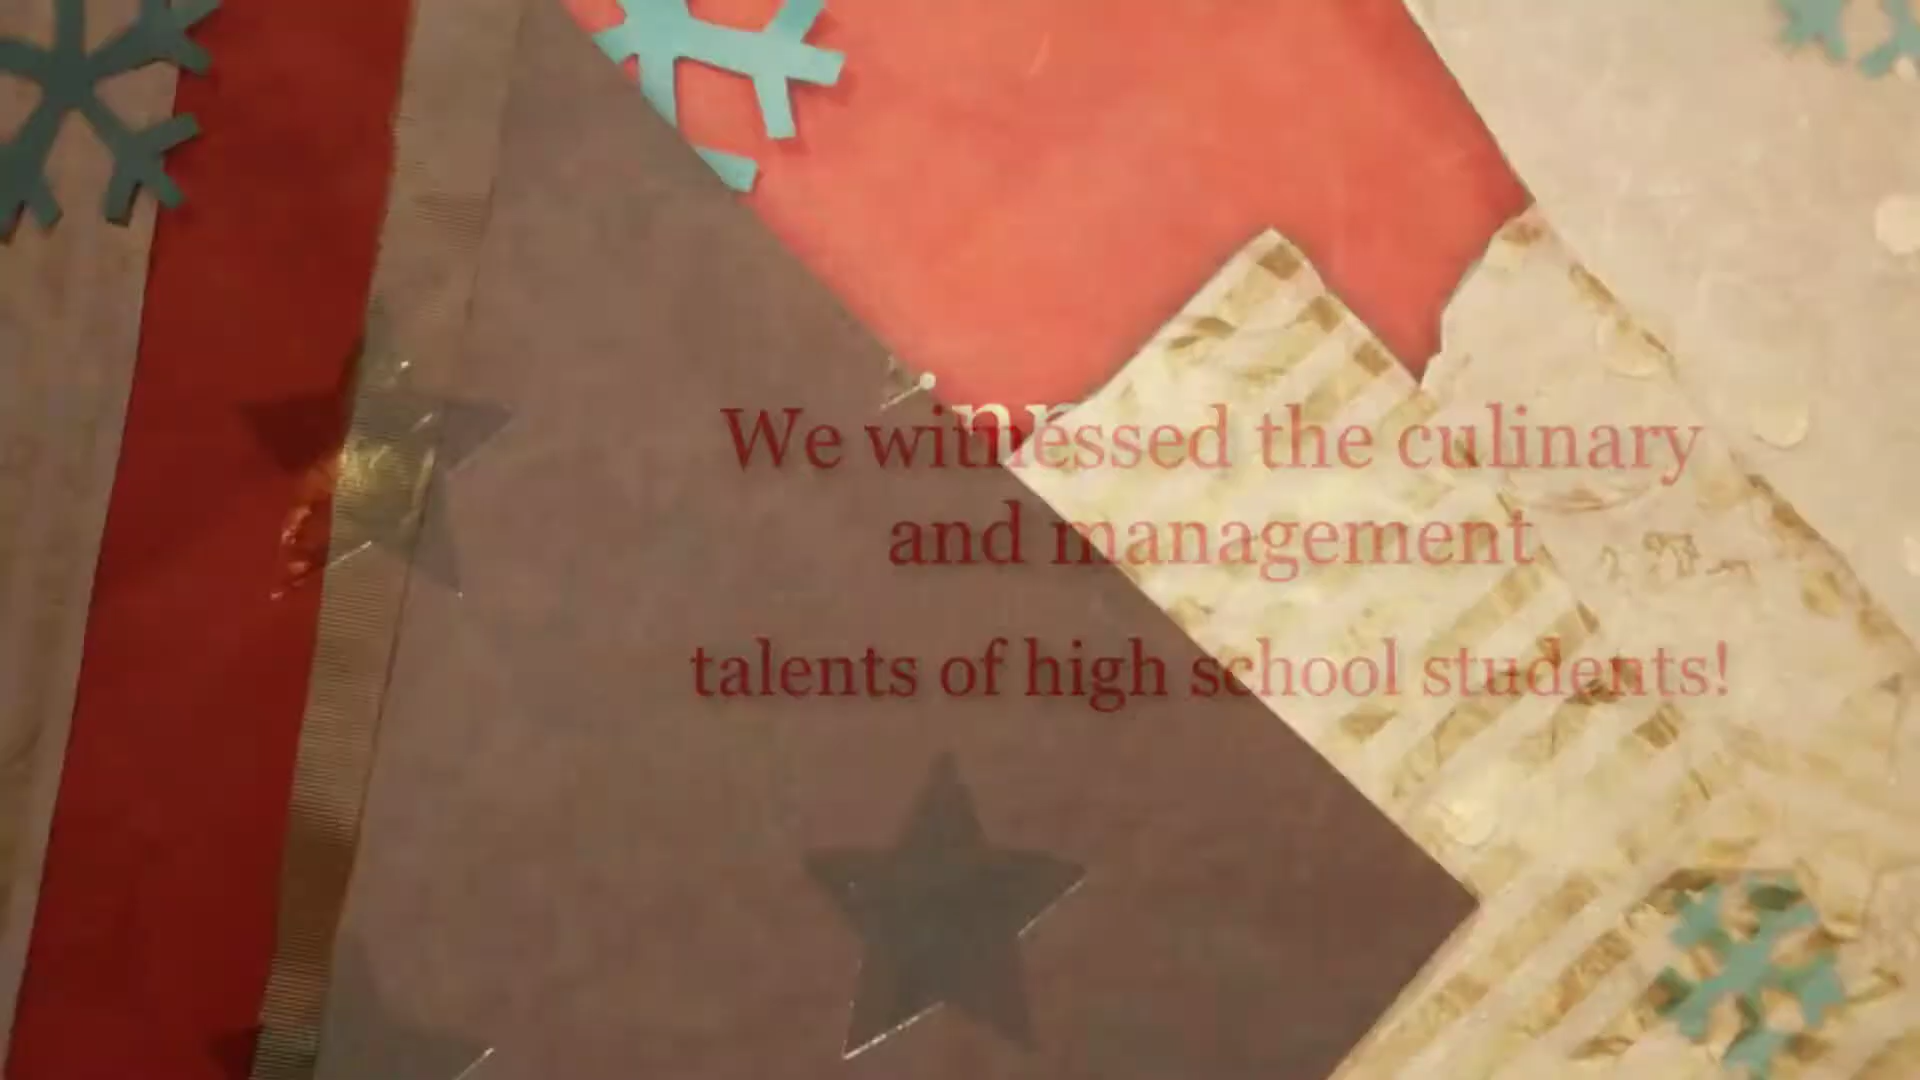 We witnessed the culinary
and management
talents of high school students!